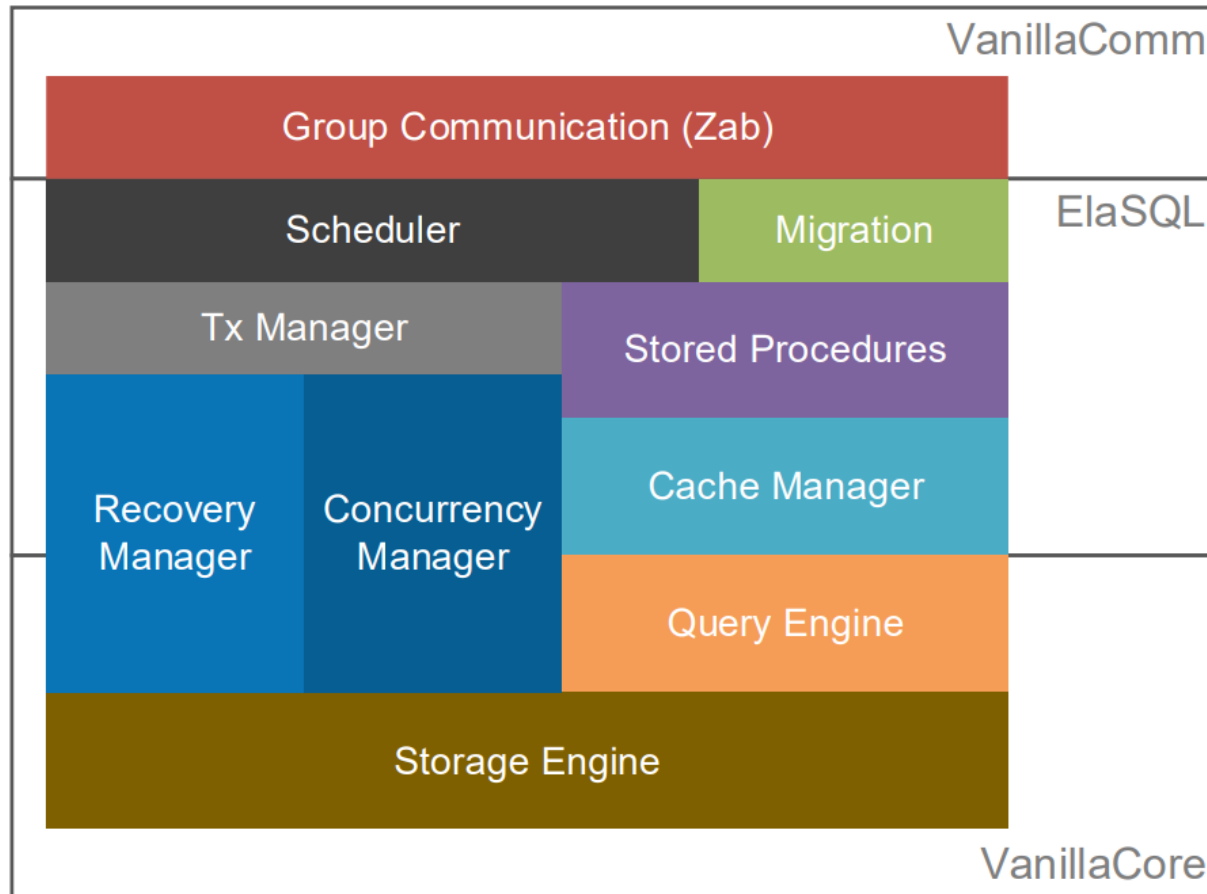 VanillaComm
Group Communication (Zab)
ElaSQL
Scheduler
Migration
Tx Manager
Stored Procedures
Cache Manager
Recovery
Manager
Concurrency
Manager
Query Engine
Storage Engine
VanillaCore